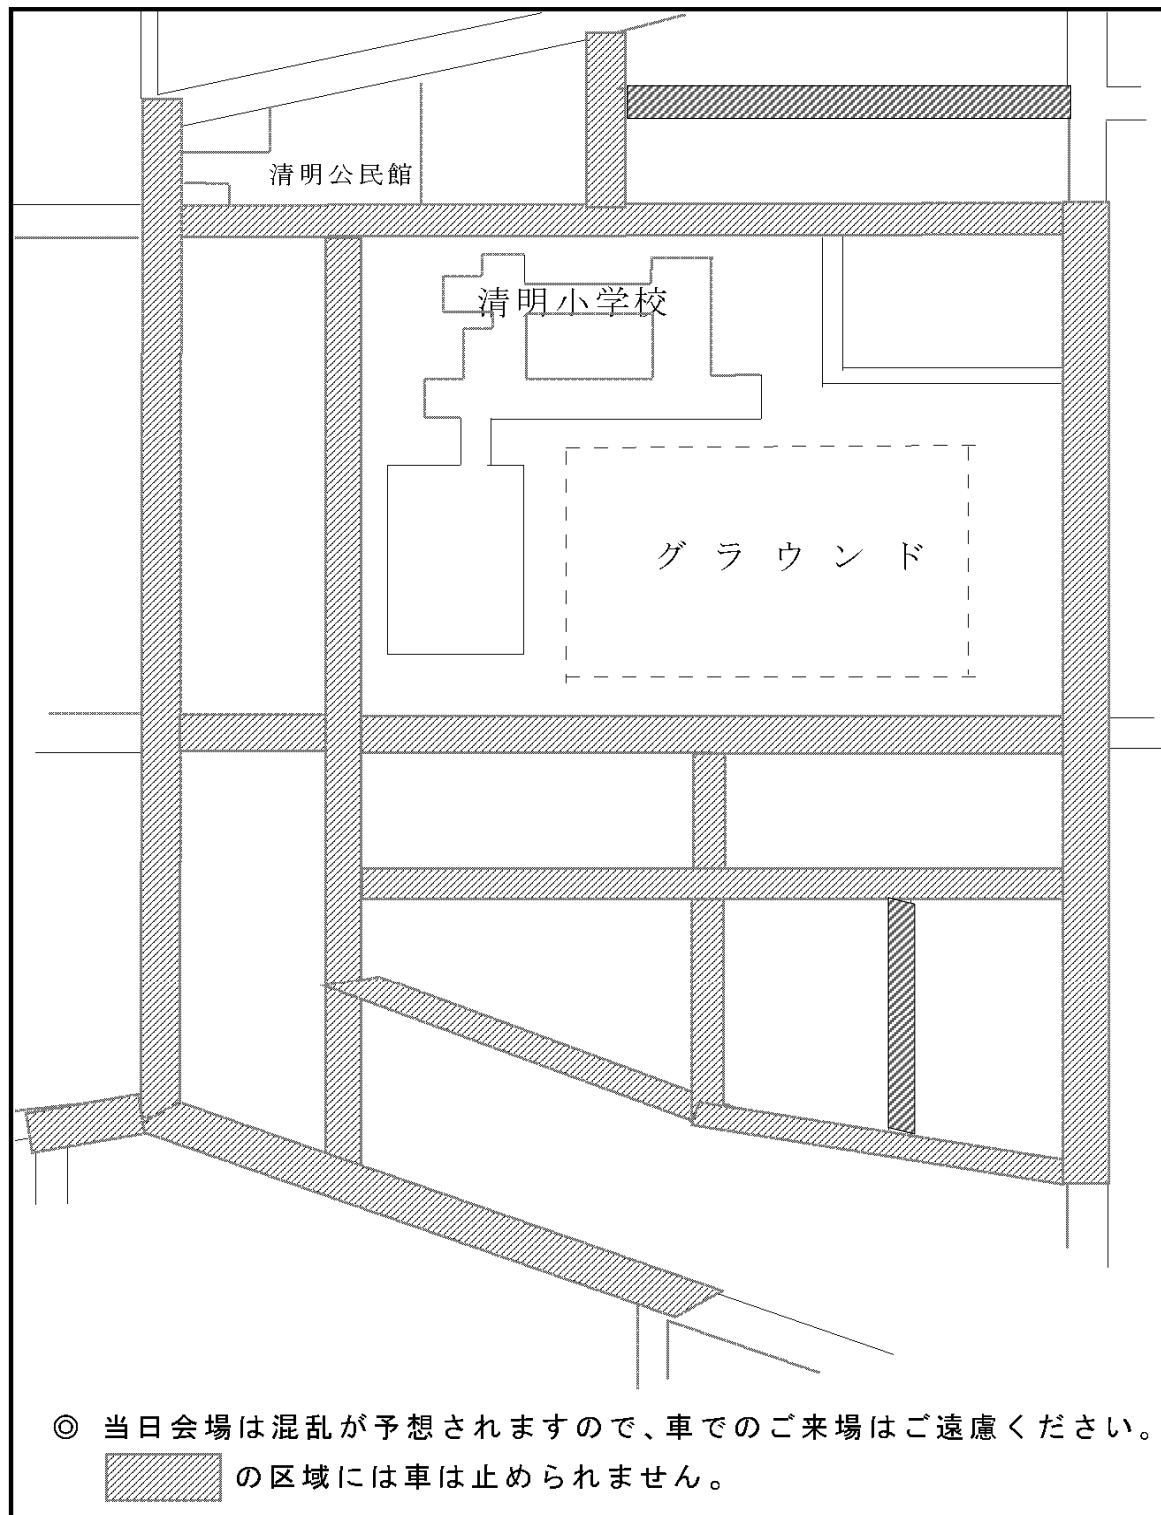 清明公民館
清明小学校
グラウンド
◎ 当日会場は混乱が予想されますので、車でのご来場はご遠慮ください。
の区域には車は止められません。